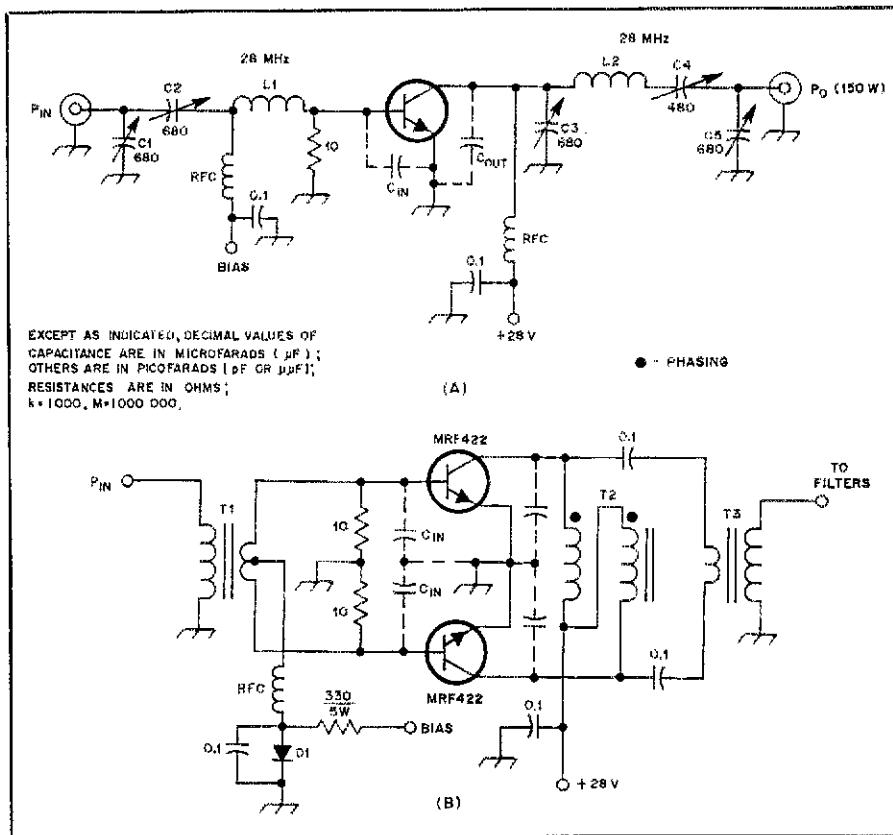 28 MHz
28 MHz
PIN
C2
680
L1
L2
C4
480
PO (150 W)
C1
680
10
CIN
COUT
C3
680
C5
680
RFC
0.1
BIAS
RFC
0.1
+28V
EXCEPT AS INDICATED, DECIMAL VALUES OF
CAPACITANCE ARE IN MICROFARADS (µF);
OTHERS ARE IN PICOFARADS (pF OR µµF);
RESISTANCES ARE IN OHMS;
k=1000, M=1000 000.
● - PHASING
(A)
MRF422
0.1
TO
FILTERS
PIN
T1
10
CIN
T2
T3
10
CIN
MRF422
0.1
RFC
330
5W
BIAS
0.1
D1
0.1
+28V
(B)